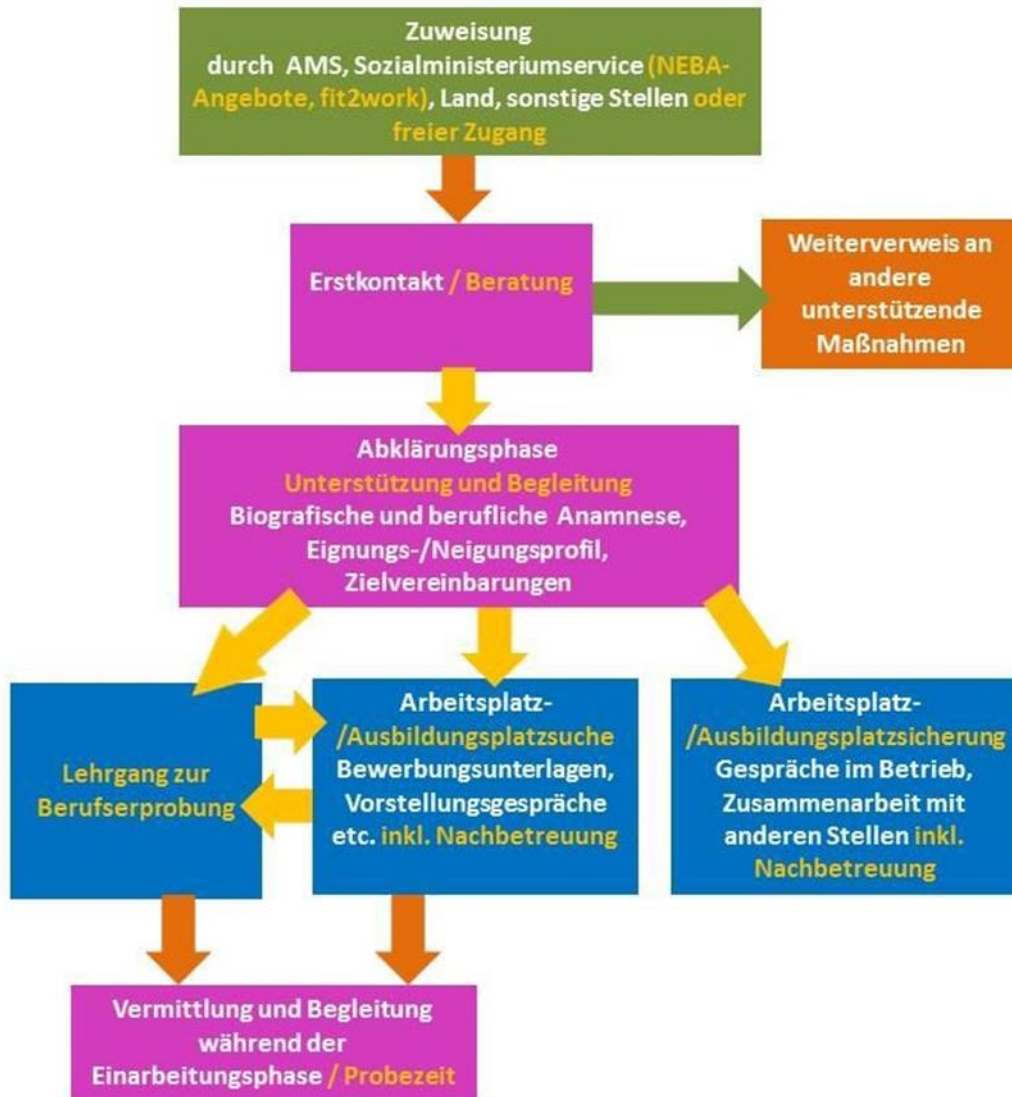 Zuweisung
durch AMS, Sozialministeriumservice (NEBA-
Angebote, fit2work), Land, sonstige Stellen oder
freier Zugang
Erstkontakt / Beratung
Weiterverweis an
andere
unterstützende
Maßnahmen
Abklärungsphase
Unterstützung und Begleitung
Biografische und berufliche Anamnese,
Eignungs-/Neigungsprofil,
Zielvereinbarungen
Lehrgang zur
Berufserprobung
Arbeitsplatz-
/Ausbildungsplatzsuche
Bewerbungsunterlagen,
Vorstellungsgespräche
etc. inkl. Nachbetreuung
Arbeitsplatz-
/Ausbildungsplatzsicherung
Gespräche im Betrieb,
Zusammenarbeit mit
anderen Stellen inkl.
Nachbetreuung
Vermittlung und Begleitung
während der
Einarbeitungsphase / Probezeit